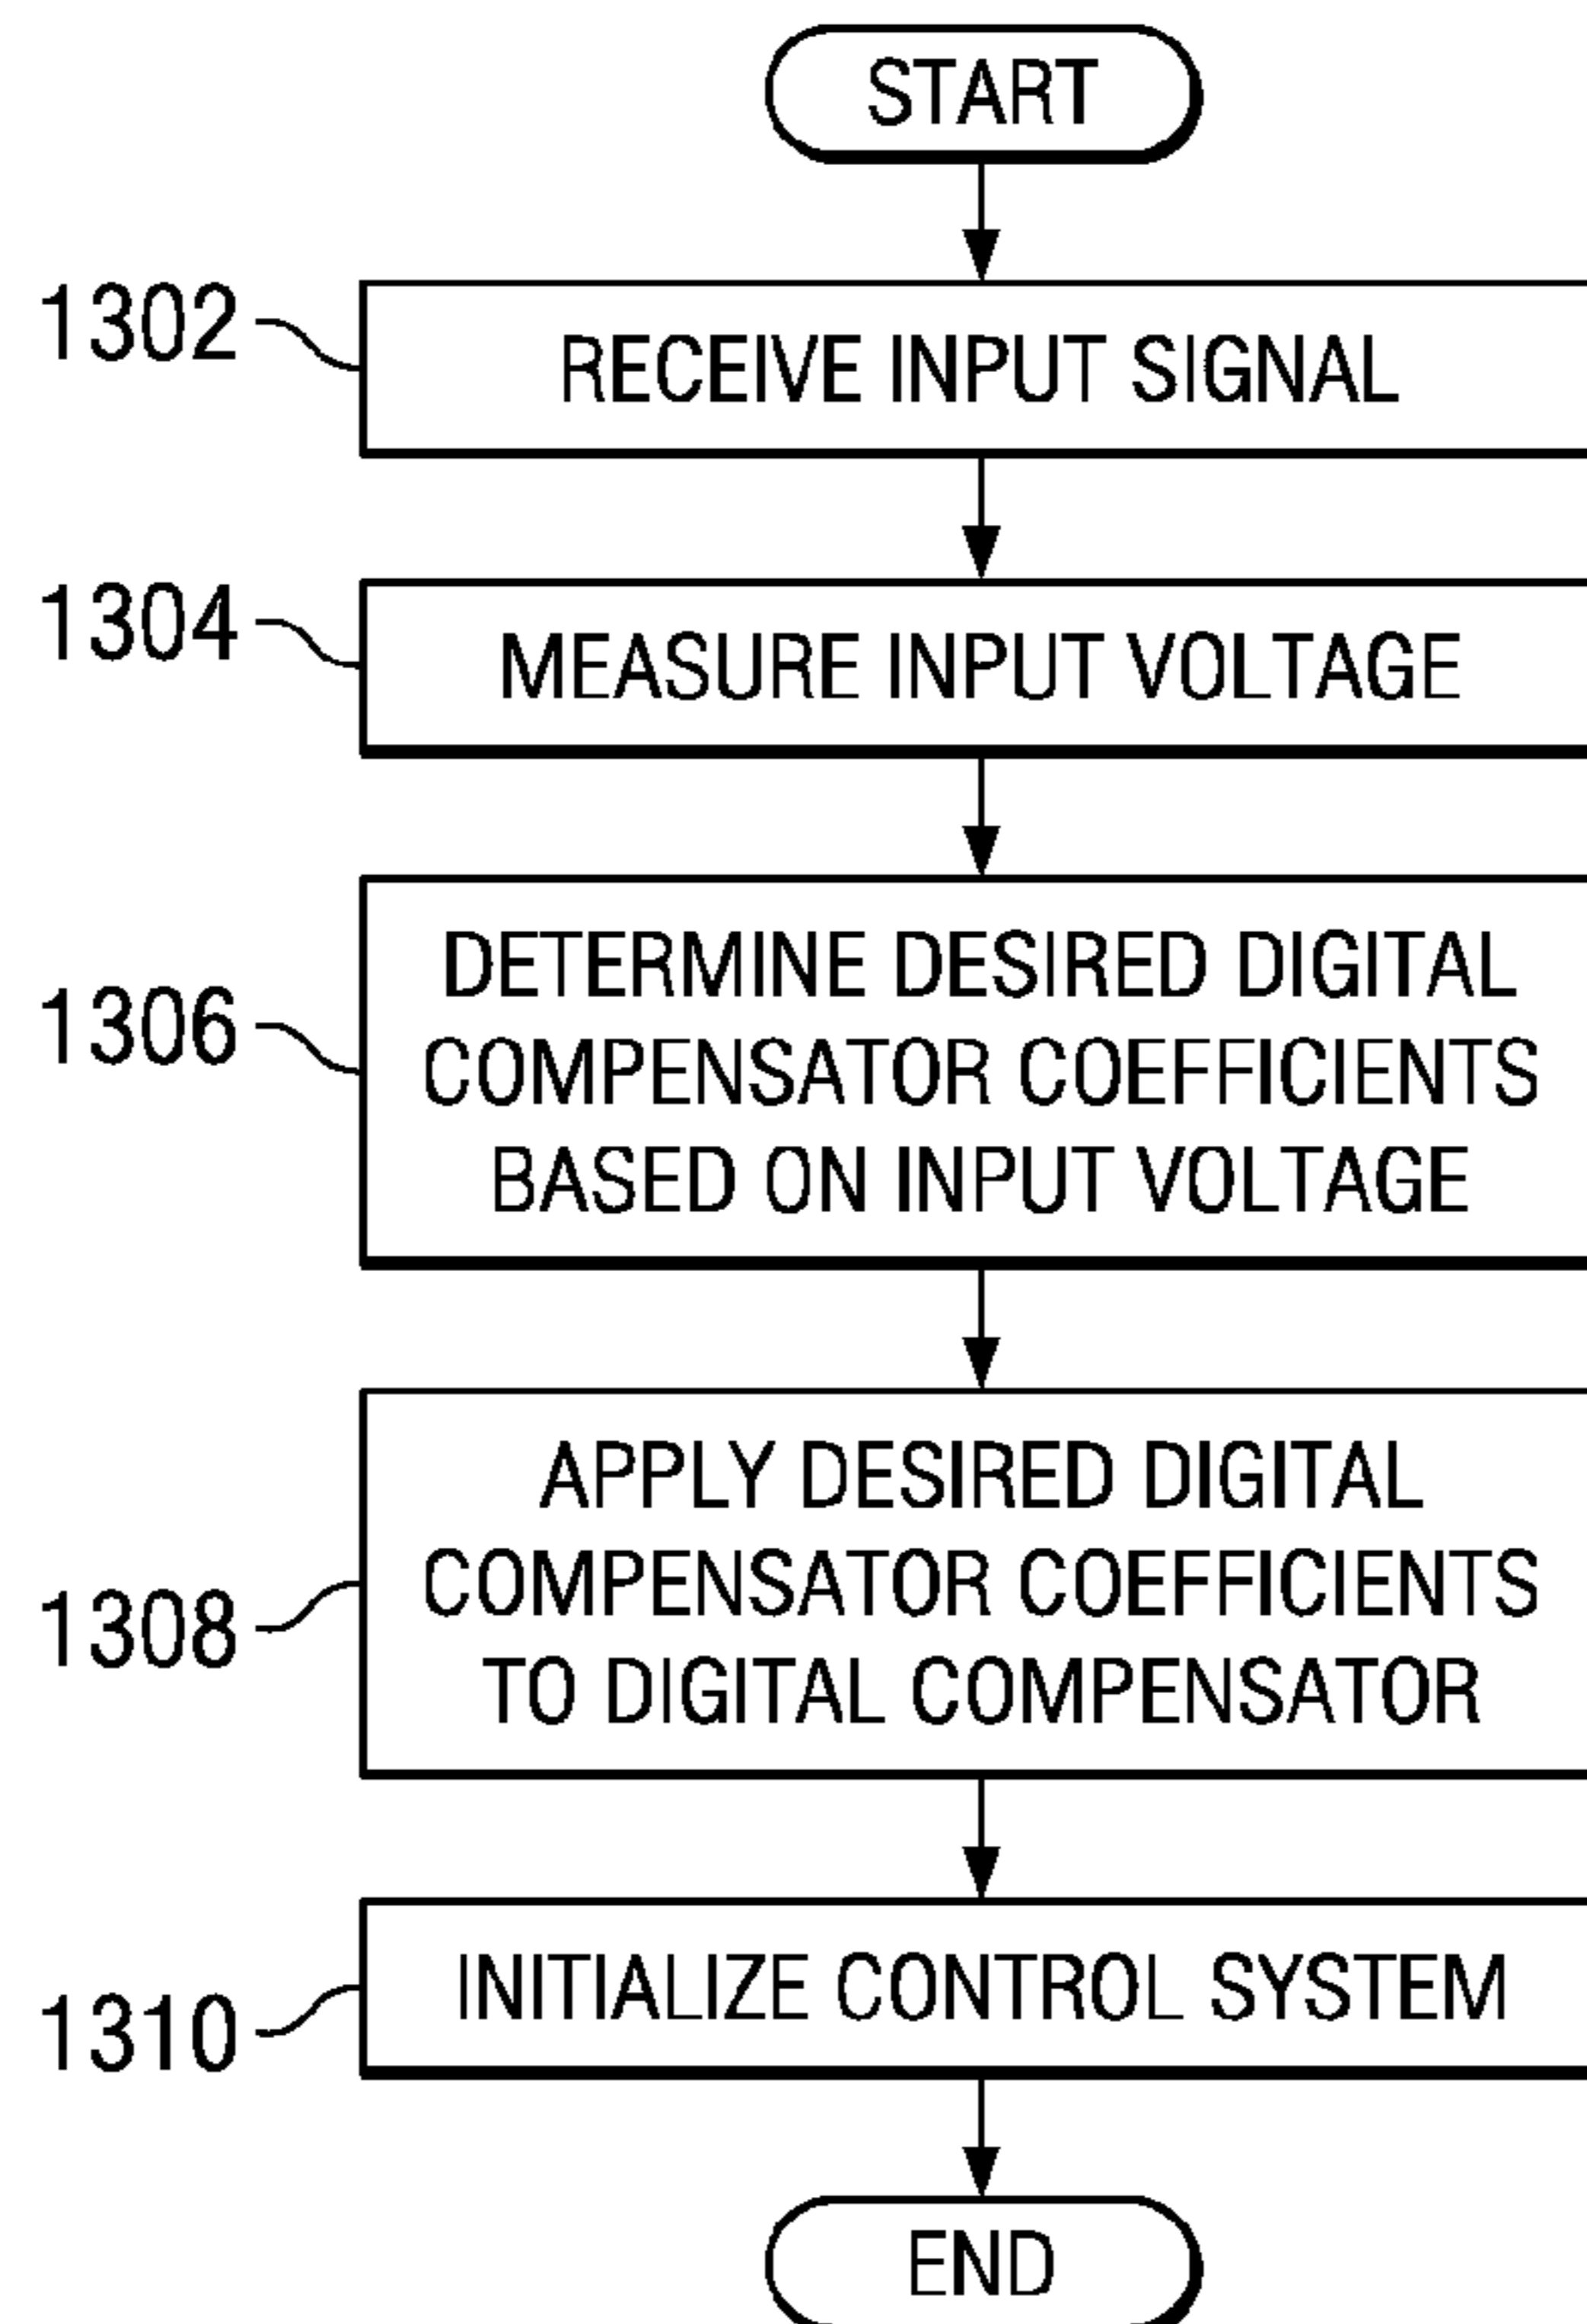 START
1302
RECEIVE INPUT SIGNAL
1304
MEASURE INPUT VOLTAGE
1306
DETERMINE DESIRED DIGITAL
COMPENSATOR COEFFICIENTS
BASED ON INPUT VOLTAGE
1308
APPLY DESIRED DIGITAL
COMPENSATOR COEFFICIENTS
TO DIGITAL COMPENSATOR
1310
INITIALIZE CONTROL SYSTEM
END